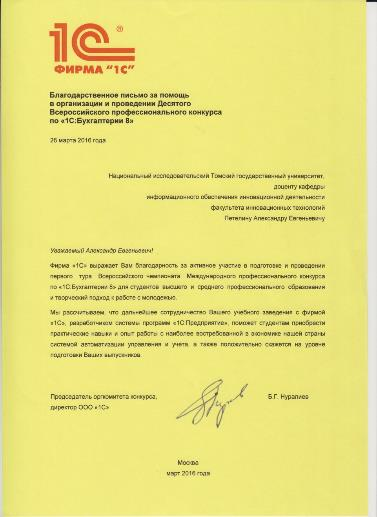 1С®
ФИРМА "1С"
Благодарственное письмо за помощь
в организации и проведении Десятого
Всероссийского профессионального конкурса
по «1С:Бухгалтерии 8»
26 марта 2016 года
Национальный исследовательский Томский государственный университет,
доценту кафедры
информационного обеспечения инновационной деятельности
факультета инновационных технологий
Петелину Александру Евгеньевичу
Уважаемый Александр Евгеньевич!
Фирма «1С» выражает Вам благодарность за активное участие в подготовке и проведении
первого тура Всероссийского чемпионата Международного профессионального конкурса
по «1С:Бухгалтерии 8» для студентов высшего и среднего профессионального образования
и творческий подход к работе с молодежью.
Мы рассчитываем, что дальнейшее сотрудничество Вашего учебного заведения с фирмой
«1С», разработчиком системы программ «1С:Предприятие», поможет студентам приобрести
практические навыки и опыт работы с наиболее востребованной в экономике нашей страны
системой автоматизации управления и учета, а также положительно скажется на уровне
подготовки Ваших выпускников.
Председатель оргкомитета конкурса,
директор ООО «1С»
Б.Г. Нуралиев
Москва
март 2016 года